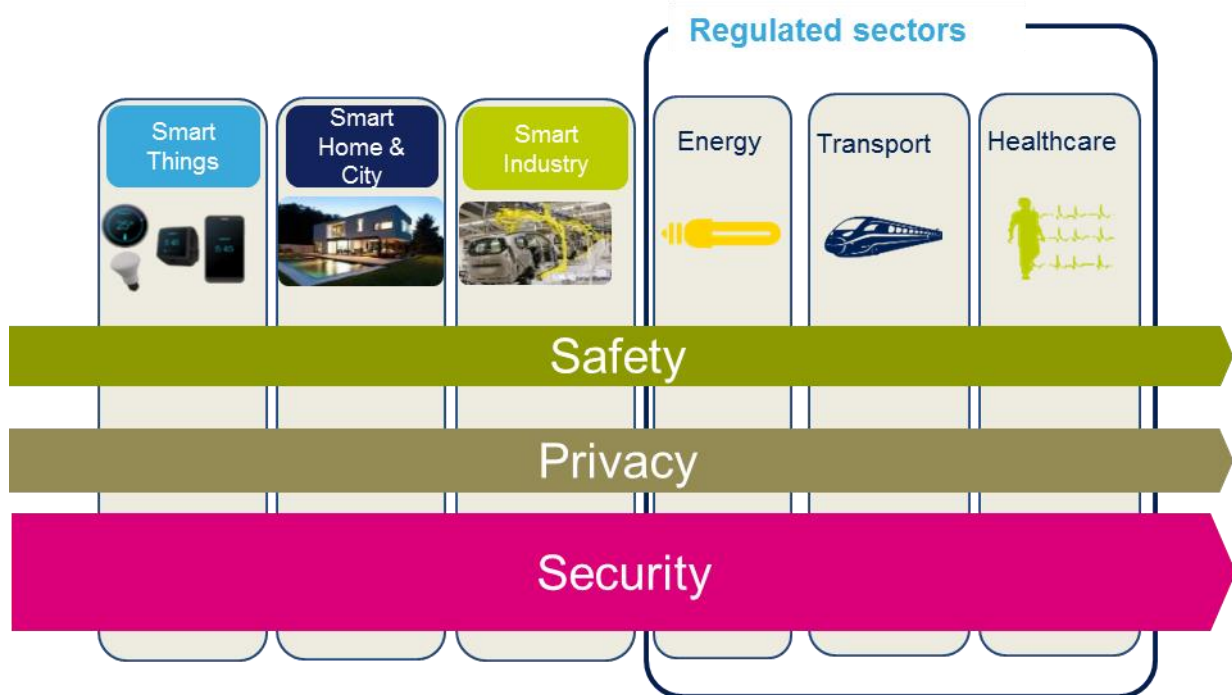 Regulated sectors
Smart
Things
Smart
Home &
City
Smart
Industry
Energy
Transport
Healthcare
Safety
Privacy
Security